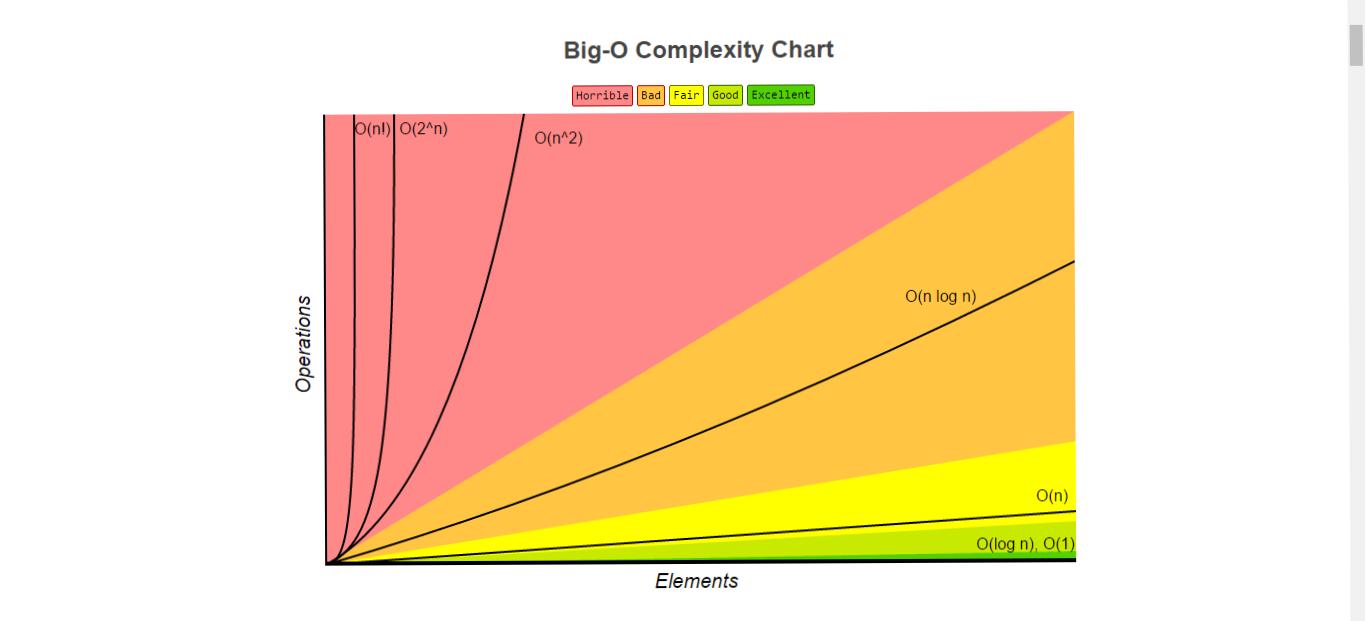 Big-O Complexity Chart
Horrible Bad Fair Good Excellent
O(n!) O(2^n)
O(n^2)
O(n log n)
O(n)
O(log n), O(1)
Operations
Elements